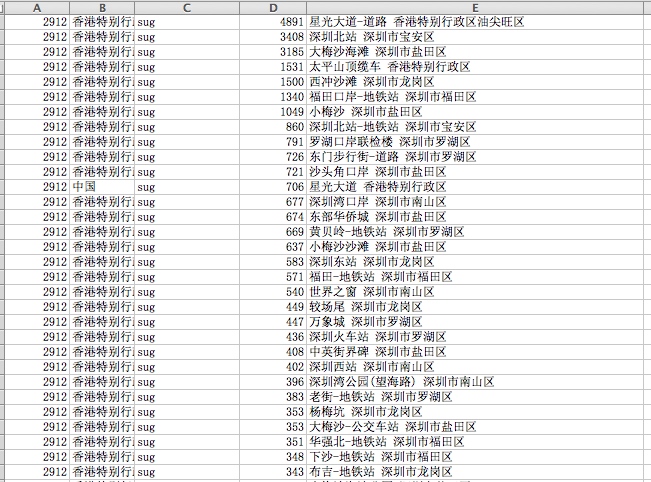 A B C D E
2912 香港特别行 sug 4891 星光大道-道路 香港特别行政区油尖旺区
2912 香港特别行 sug 3408 深圳北站 深圳市宝安区
2912 香港特别行 sug 3185 大梅沙海滩 深圳市盐田区
2912 香港特别行 sug 1531 太平山顶缆车 香港特别行政区
2912 香港特别行 sug 1500 西冲沙滩 深圳市龙岗区
2912 香港特别行 sug 1340 福田口岸-地铁站 深圳市福田区
2912 香港特别行 sug 1049 小梅沙 深圳市盐田区
2912 香港特别行 sug 860 深圳北站-地铁站 深圳市宝安区
2912 香港特别行 sug 791 罗湖口岸联检楼 深圳市罗湖区
2912 香港特别行 sug 726 东门步行街-道路 深圳市罗湖区
2912 香港特别行 sug 721 沙头角口岸 深圳市盐田区
2912 中国 sug 706 星光大道 香港特别行政区
2912 香港特别行 sug 677 深圳湾口岸 深圳市南山区
2912 香港特别行 sug 674 东部华侨城 深圳市盐田区
2912 香港特别行 sug 669 黄贝岭-地铁站 深圳市罗湖区
2912 香港特别行 sug 637 小梅沙沙滩 深圳市盐田区
2912 香港特别行 sug 583 深圳东站 深圳市龙岗区
2912 香港特别行 sug 571 福田-地铁站 深圳市福田区
2912 香港特别行 sug 540 世界之窗 深圳市南山区
2912 香港特别行 sug 449 较场尾 深圳市龙岗区
2912 香港特别行 sug 447 万象城 深圳市罗湖区
2912 香港特别行 sug 436 深圳火车站 深圳市罗湖区
2912 香港特别行 sug 408 中英街界碑 深圳市盐田区
2912 香港特别行 sug 402 深圳西站 深圳市南山区
2912 香港特别行 sug 396 深圳湾公园(望海路) 深圳市南山区
2912 香港特别行 sug 383 老街-地铁站 深圳市罗湖区
2912 香港特别行 sug 353 杨梅坑 深圳市龙岗区
2912 香港特别行 sug 353 大梅沙-公交车站 深圳市盐田区
2912 香港特别行 sug 351 华强北-地铁站 深圳市福田区
2912 香港特别行 sug 348 下沙-地铁站 深圳市福田区
2912 香港特别行 sug 343 布吉-地铁站 深圳市龙岗区